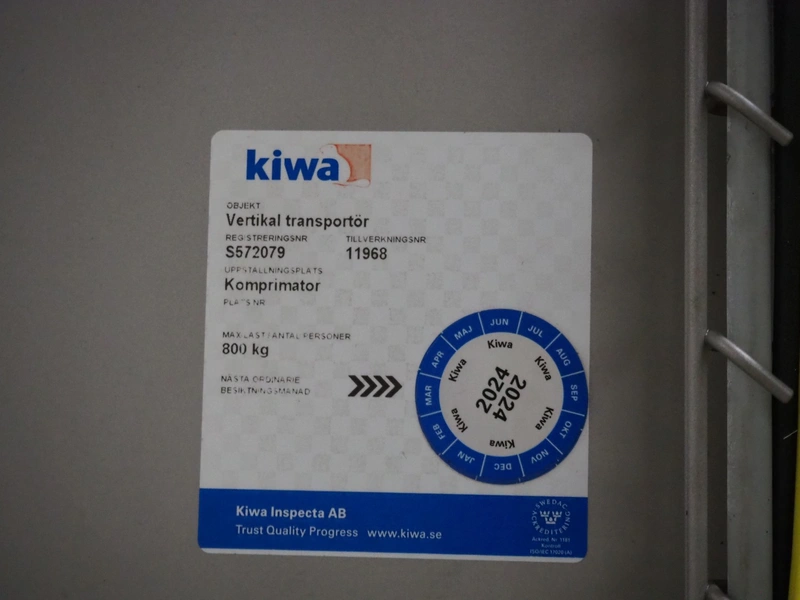 kiwa
OBJEKT
Vertikal transportör
REGISTRERINGSNR TILLVERKNINGSNR
S572079 11968
UPPSTÄLLNINGSPLATS
Komprimator
PLATS NR
MAX LAST / ANTAL PERSONER
800 kg
NÄSTA ORDINARIE
BESIKTNINGSMÅNAD
JAN FEB MAR APR MAJ JUN JUL AUG SEP OKT NOV DEC
Kiwa Kiwa Kiwa Kiwa Kiwa Kiwa
2024
2024
Kiwa Inspecta AB
Trust Quality Progress www.kiwa.se
SWEDAC
ACKREDITERING